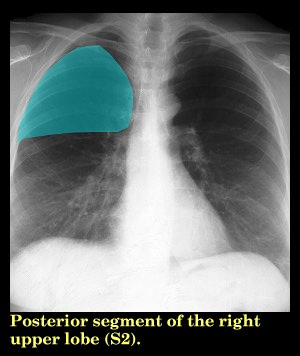 Posterior segment of the right
upper lobe (S2).